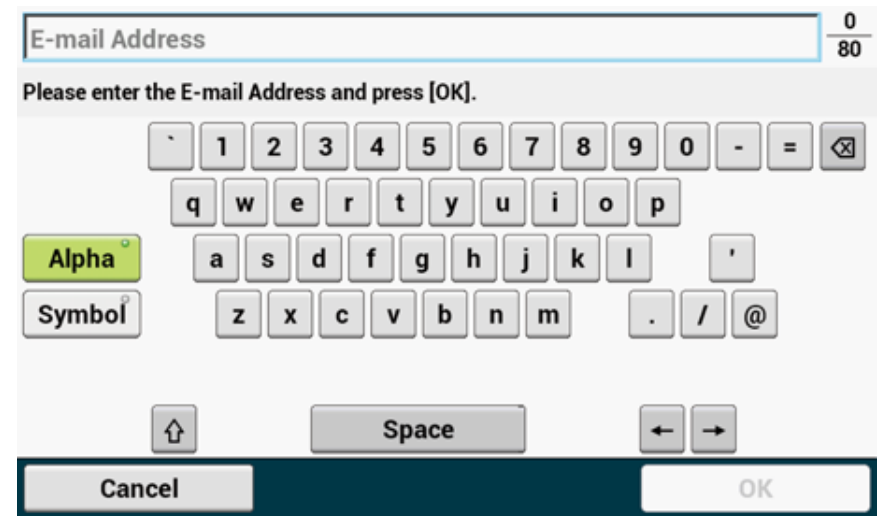 E-mail Address
0
80
Please enter the E-mail Address and press [OK].
` 1 2 3 4 5 6 7 8 9 0 - =
q w e r t y u i o p
Alpha a s d f g h j k l '
Symbol z x c v b n m . / @
Space ← →
Cancel OK